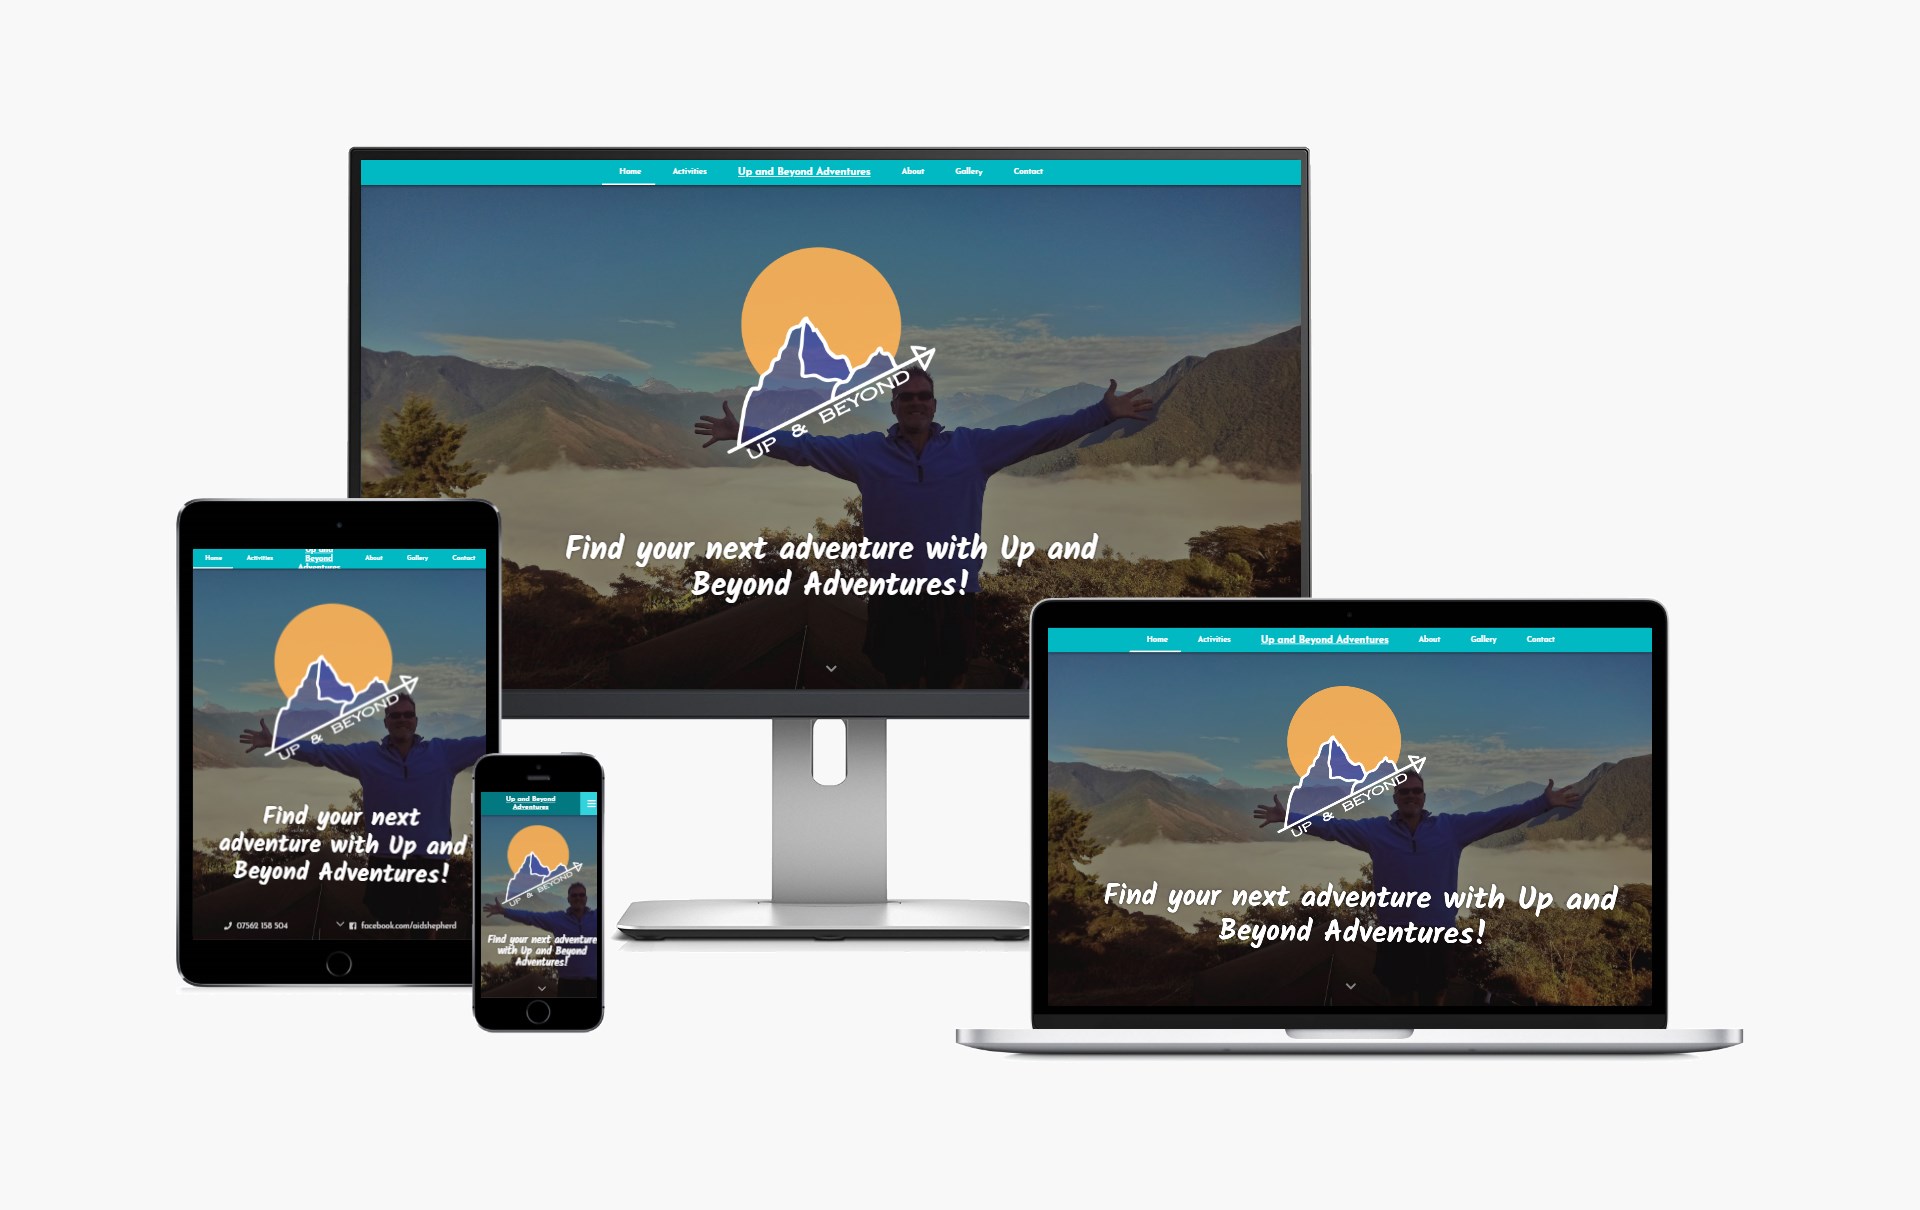 Home Activities Up and Beyond Adventures About Gallery Contact
UP & BEYOND
Find your next adventure with Up and
Beyond Adventures!
Home Activities Up and Beyond Adventures About Gallery Contact
UP & BEYOND
Find your next
adventure with Up and
Beyond Adventures!
07562 158 504 facebook.com/aidshepherd
Up and Beyond
Adventures
UP & BEYOND
Find your next adventure
with Up and Beyond
Adventures!
Home Activities Up and Beyond Adventures About Gallery Contact
UP & BEYOND
Find your next adventure with Up and
Beyond Adventures!